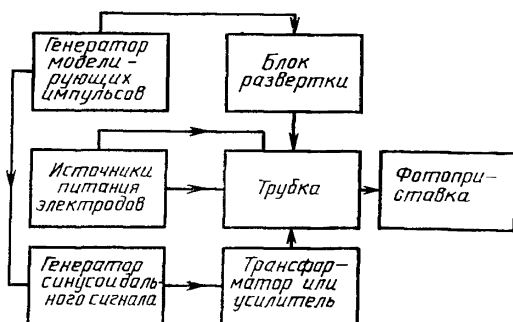 Генератор
модели-
рующих
импульсов
Блок
развертки
Источники
питания
электродов
Трубка
Фотопри-
ставка
Генератор
синусоидаль-
ного сигнала
Трансфор-
матор или
усилитель